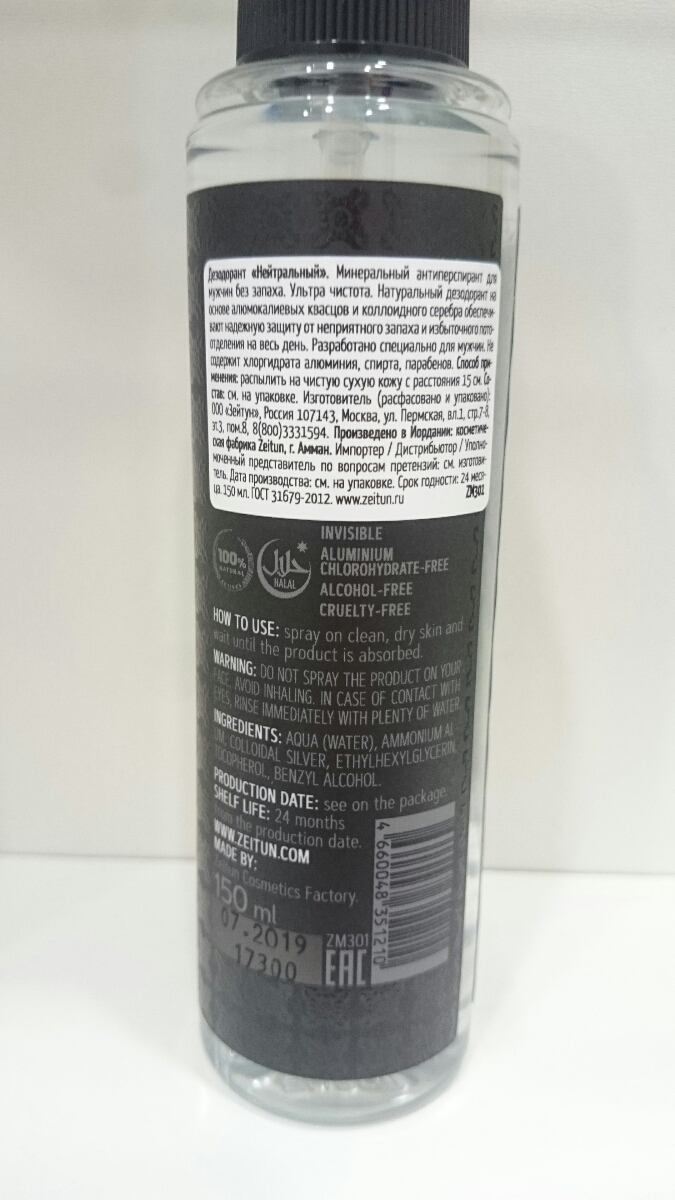 Дезодорант «Нейтральный». Минеральный антиперспирант для
мужчин без запаха. Ультра чистота. Натуральный дезодорант на
основе алюмокалиевых квасцов и коллоидного серебра обеспечи-
вают надежную защиту от неприятного запаха и избыточного пото-
отделения на весь день. Разработано специально для мужчин. Не
содержит хлоргидрата алюминия, спирта, парабенов. Способ при-
менения: распылить на чистую сухую кожу с расстояния 15 см. Со-
став: см. на упаковке. Изготовитель (расфасовано и упаковано):
ООО «Зейтун», Россия 107143, Москва, ул. Пермская, вл.1, стр.7-8,
эт.3, пом.8, 8(800)3331594. Произведено в Иордании: косметиче-
ская фабрика Zeitun, г. Амман. Импортер / Дистрибьютор / Уполно-
моченный представитель по вопросам претензий: см. изготови-
тель. Дата производства: см. на упаковке. Срок годности: 24 меся-
ца. 150 мл. ГОСТ 31679-2012. www.zeitun.ru ZM301
100%
NATURAL
حلال
HALAL
INVISIBLE
ALUMINIUM
CHLOROHYDRATE-FREE
ALCOHOL-FREE
CRUELTY-FREE
HOW TO USE: spray on clean, dry skin and
wait until the product is absorbed.
WARNING: DO NOT SPRAY THE PRODUCT ON YOUR
FACE. AVOID INHALING. IN CASE OF CONTACT WITH
EYES, RINSE IMMEDIATELY WITH PLENTY OF WATER.
INGREDIENTS: AQUA (WATER), AMMONIUM AL
UM, COLLOIDAL SILVER, ETHYLHEXYLGLYCERIN,
TOCOPHEROL, BENZYL ALCOHOL.
PRODUCTION DATE: see on the package.
SHELF LIFE: 24 months
from the production date.
WWW.ZEITUN.COM
MADE BY:
Zeitun Cosmetics Factory.
150 ml
07.2019
17300
ZM301
EAC
4 660048 351210